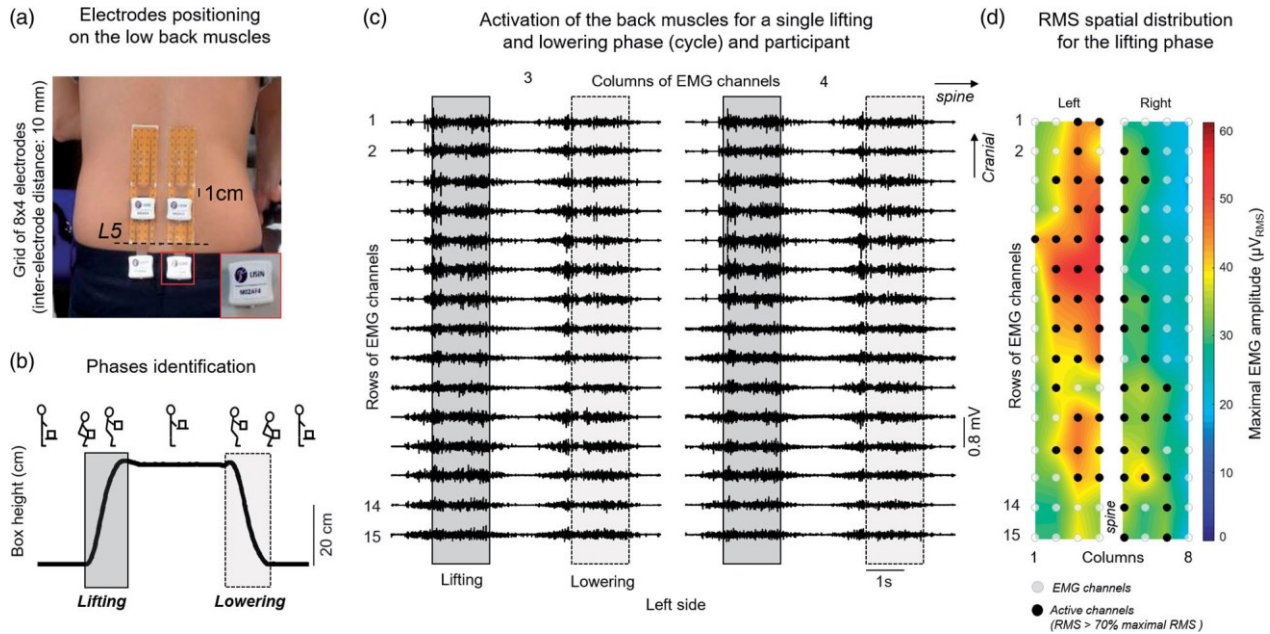 (a)
Electrodes positioning
on the low back muscles
Grid of 8x4 electrodes
(inter-electrode distance: 10 mm)
1cm
L5
USIN
M02AF4
(b)
Phases identification
Box height (cm)
20 cm
Lifting
Lowering
(c)
Activation of the back muscles for a single lifting
and lowering phase (cycle) and participant
3
Columns of EMG channels
4
spine
Cranial
1
2
Rows of EMG channels
14
15
0.8 mV
Lifting
Lowering
1s
Left side
(d)
RMS spatial distribution
for the lifting phase
Left
Right
1
2
Rows of EMG channels
14
15
spine
1
Columns
8
60
50
40
30
20
10
0
Maximal EMG amplitude (µVRMS)
EMG channels
Active channels
(RMS > 70% maximal RMS )